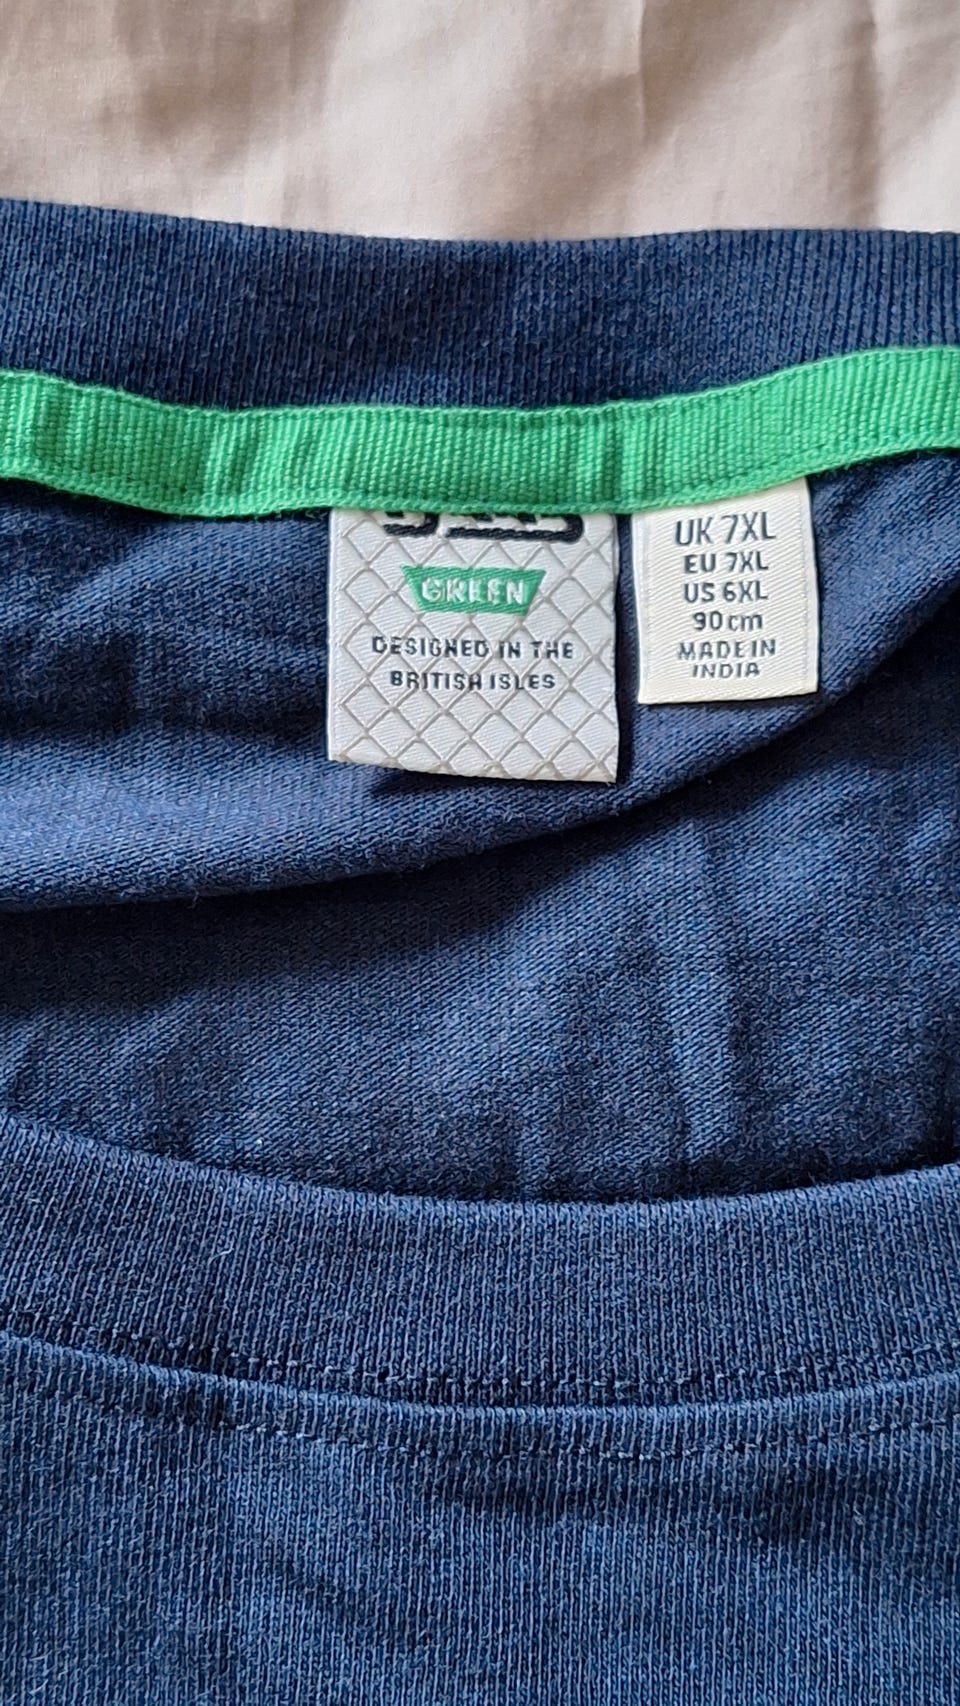 GREEN
DESIGNED IN THE
BRITISH ISLES
UK 7XL
EU 7XL
US 6XL
90cm
MADE IN
INDIA